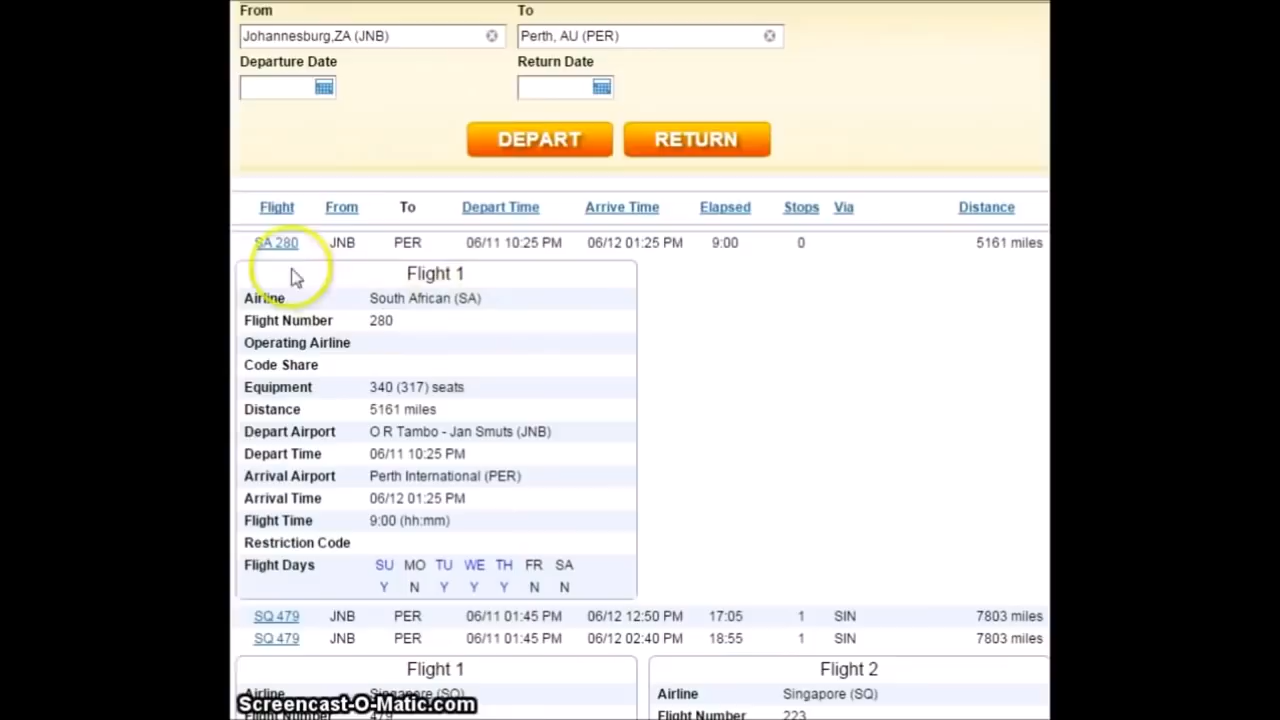 From To
Johannesburg,ZA (JNB) Perth, AU (PER)
Departure Date Return Date
DEPART RETURN
Flight From To Depart Time Arrive Time Elapsed Stops Via Distance
SA 280 JNB PER 06/11 10:25 PM 06/12 01:25 PM 9:00 0 5161 miles
Flight 1
Airline South African (SA)
Flight Number 280
Operating Airline
Code Share
Equipment 340 (317) seats
Distance 5161 miles
Depart Airport O R Tambo - Jan Smuts (JNB)
Depart Time 06/11 10:25 PM
Arrival Airport Perth International (PER)
Arrival Time 06/12 01:25 PM
Flight Time 9:00 (hh:mm)
Restriction Code
Flight Days SU MO TU WE TH FR SA
Y N Y Y Y N N
SQ 479 JNB PER 06/11 01:45 PM 06/12 12:50 PM 17:05 1 SIN 7803 miles
SQ 479 JNB PER 06/11 01:45 PM 06/12 02:40 PM 18:55 1 SIN 7803 miles
Flight 1 Flight 2
Airline Singapore (SQ) Airline Singapore (SQ)
Screencast-O-Matic.com
Flight Number 479 Flight Number 223